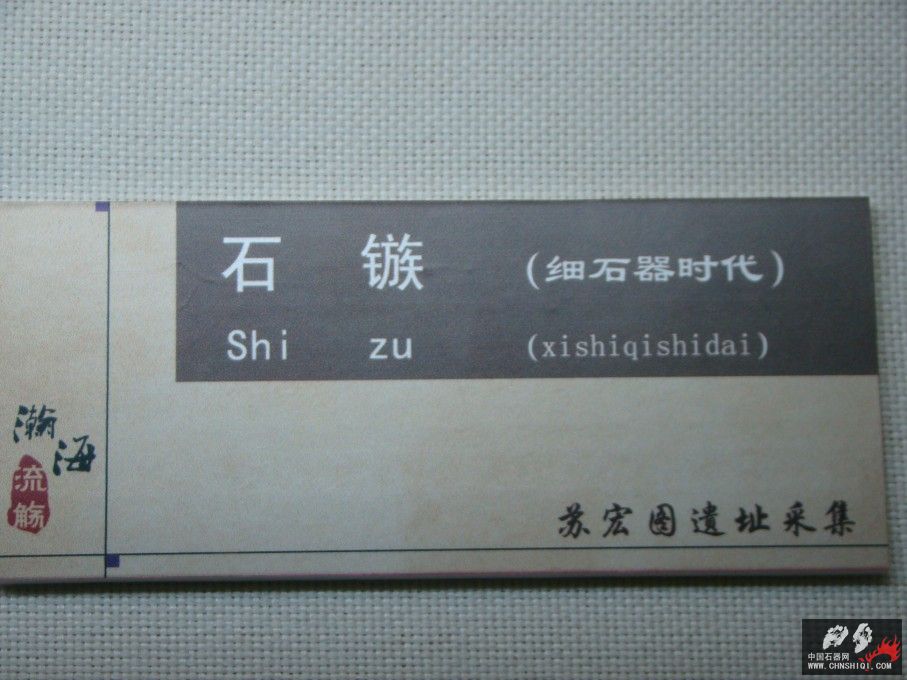 石 镞 (细石器时代)
Shi zu (xishiqishidai)
瀚海
流觞
苏宏图遗址采集
中国石器网
WWW.CHNSHIQI.COM